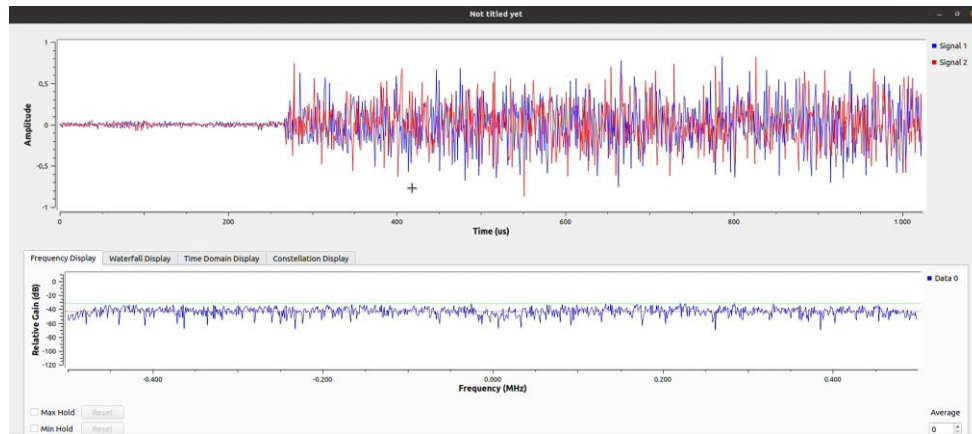 Not titled yet
1
0,5
0
-0,5
-1
Amplitude
0
200
400
600
800
1 000
Time (us)
Signal 1
Signal 2
Frequency Display
Waterfall Display
Time Domain Display
Constellation Display
0
-20
-40
-60
-80
-100
-120
Relative Gain (dB)
-0.400
-0.200
0.000
0.200
0.400
Frequency (MHz)
Data 0
Max Hold
Reset
Average
Min Hold
Reset
0